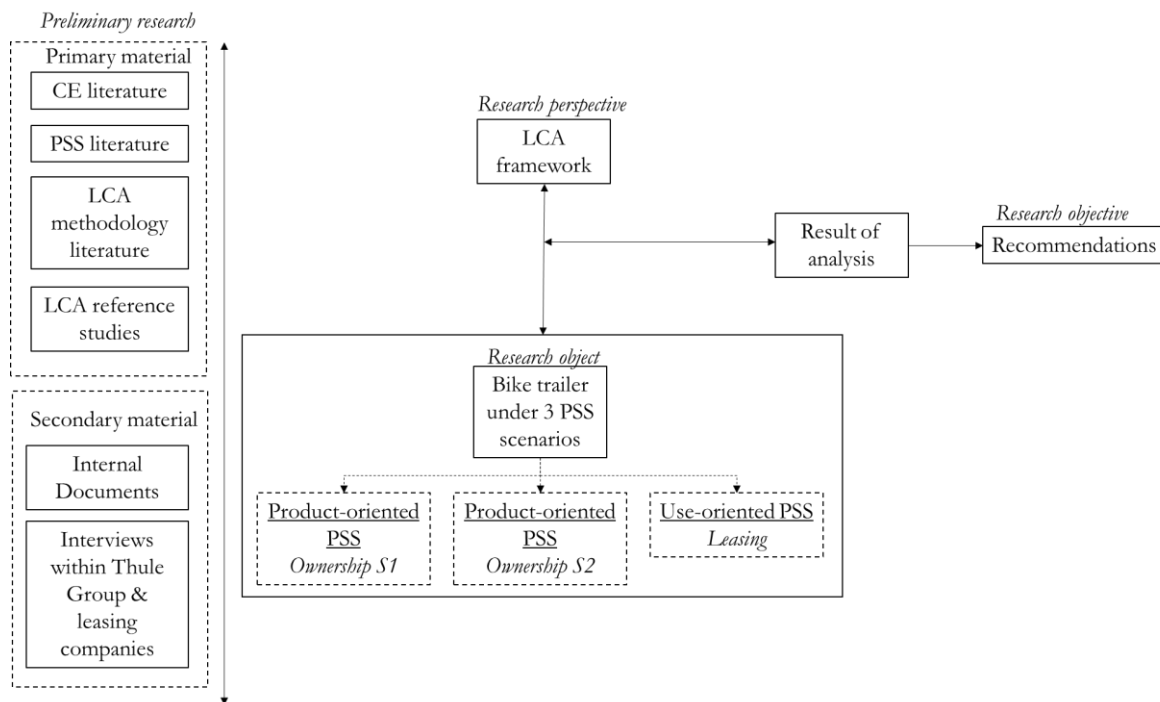 Preliminary research
Primary material
CE literature
PSS literature
LCA
methodology
literature
LCA reference
studies
Secondary material
Internal
Documents
Interviews
within Thule
Group &
leasing
companies
Research perspective
LCA
framework
Result of
analysis
Research objective
Recommendations
Research object
Bike trailer
under 3 PSS
scenarios
Product-oriented
PSS
Ownership S1
Product-oriented
PSS
Ownership S2
Use-oriented PSS
Leasing